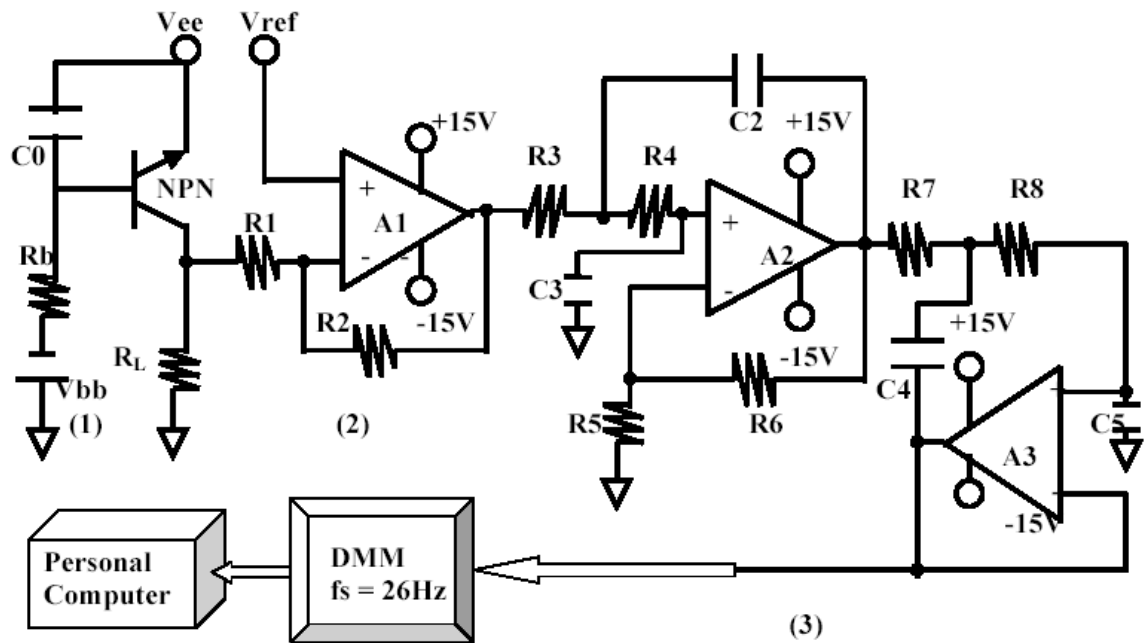 Vee
Vref
C0
NPN
Rb
Vbb
(1)
RL
R1
R2
+15V
+
A1
-
-
-15V
(2)
R3
R4
C2
C3
+15V
+
A2
-
-15V
R5
R6
R7
R8
C4
+15V
A3
-15V
C5
Personal
Computer
DMM
fs = 26Hz
(3)